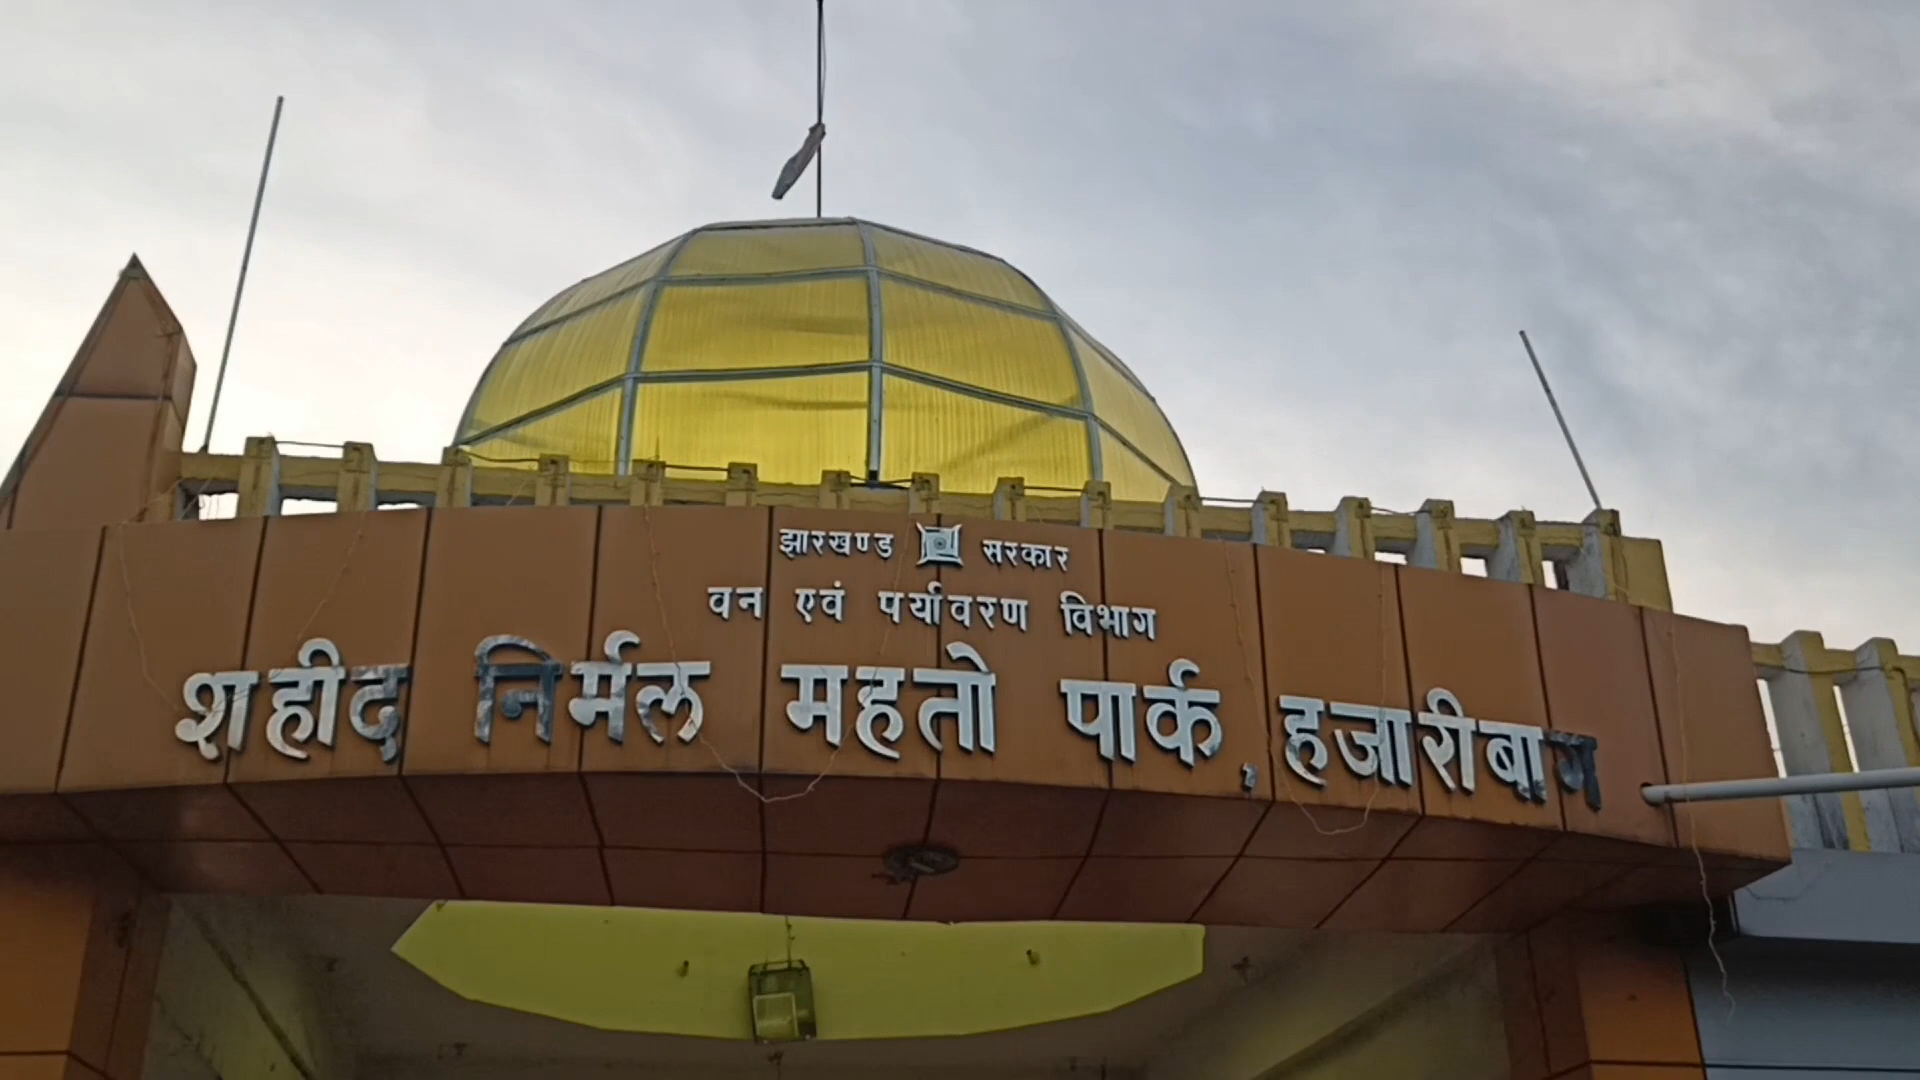 झारखण्ड सरकार
वन एवं पर्यावरण विभाग
शहीद निर्मल महतो पार्क, हजारीबाग